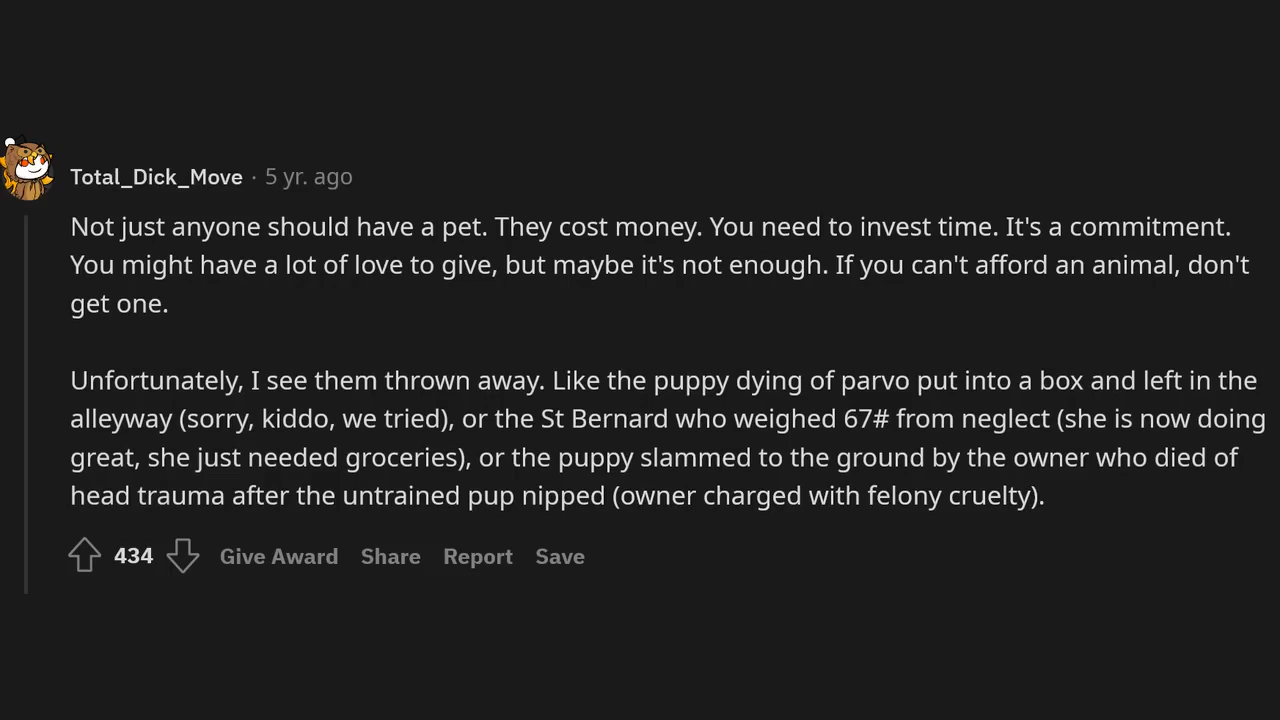 Total_Dick_Move · 5 yr. ago
Not just anyone should have a pet. They cost money. You need to invest time. It's a commitment.
You might have a lot of love to give, but maybe it's not enough. If you can't afford an animal, don't
get one.
Unfortunately, I see them thrown away. Like the puppy dying of parvo put into a box and left in the
alleyway (sorry, kiddo, we tried), or the St Bernard who weighed 67# from neglect (she is now doing
great, she just needed groceries), or the puppy slammed to the ground by the owner who died of
head trauma after the untrained pup nipped (owner charged with felony cruelty).
434 Give Award Share Report Save